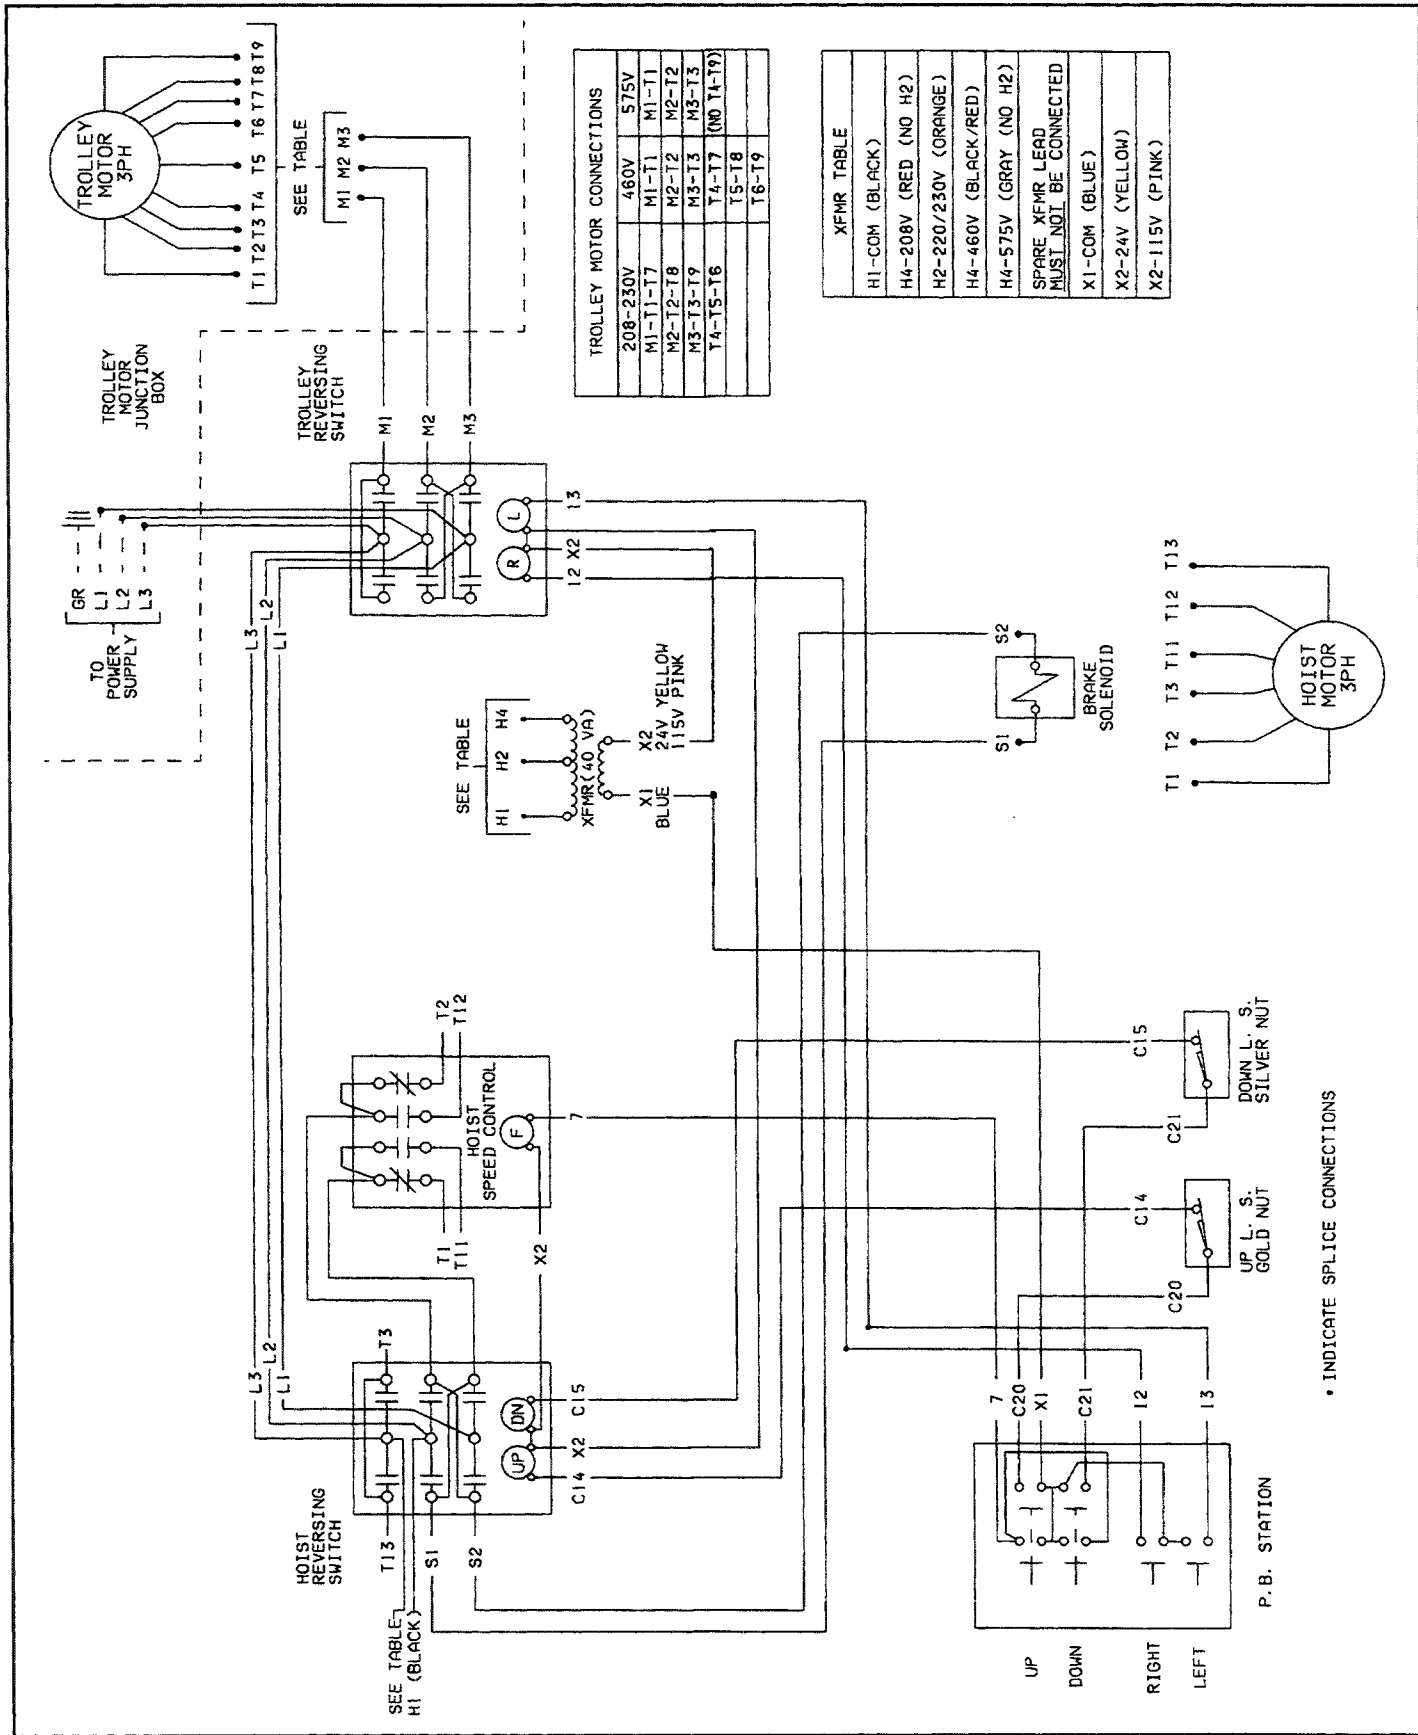 TROLLEY
MOTOR
3PH
T1 T2 T3 T4 T5 T6 T7 T8 T9
SEE TABLE
M1 M2 M3
TROLLEY
MOTOR
JUNCTION
BOX
TO
POWER
SUPPLY
GR
L1
L2
L3
TROLLEY
REVERSING
SWITCH
M1
M2
M3
L3
L2
L1
R
L
12
X2
13
TROLLEY MOTOR CONNECTIONS
208-230V 460V 575V
M1-T1-T7 M1-T1 M1-T1
M2-T2-T8 M2-T2 M2-T2
M3-T3-T9 M3-T3 M3-T3
T4-T5-T6 T4-T7 (NO T4-T9)
T5-T8
T6-T9
XFMR TABLE
H1-COM (BLACK)
H4-208V (RED (NO H2)
H2-220/230V (ORANGE)
H4-460V (BLACK/RED)
H4-575V (GRAY (NO H2)
SPARE XFMR LEAD
MUST NOT BE CONNECTED
X1-COM (BLUE)
X2-24V (YELLOW)
X2-115V (PINK)
SEE TABLE
H1 H2 H4
XFMR(40 VA)
X1
BLUE
X2
24V YELLOW
115V PINK
S1
S2
BRAKE
SOLENOID
T1 T2 T3 T11 T12 T13
HOIST
MOTOR
3PH
T1
T11
T2
T12
HOIST
SPEED CONTROL
F
X2
7
HOIST
REVERSING
SWITCH
L3
L2
L1
T13
T3
S1
S2
UP
DN
C14
X2
C15
SEE TABLE
H1 (BLACK)
C20
C14
UP L. S.
GOLD NUT
C21
C15
DOWN L. S.
SILVER NUT
7
C20
X1
C21
12
13
UP
DOWN
RIGHT
LEFT
P.B. STATION
• INDICATE SPLICE CONNECTIONS